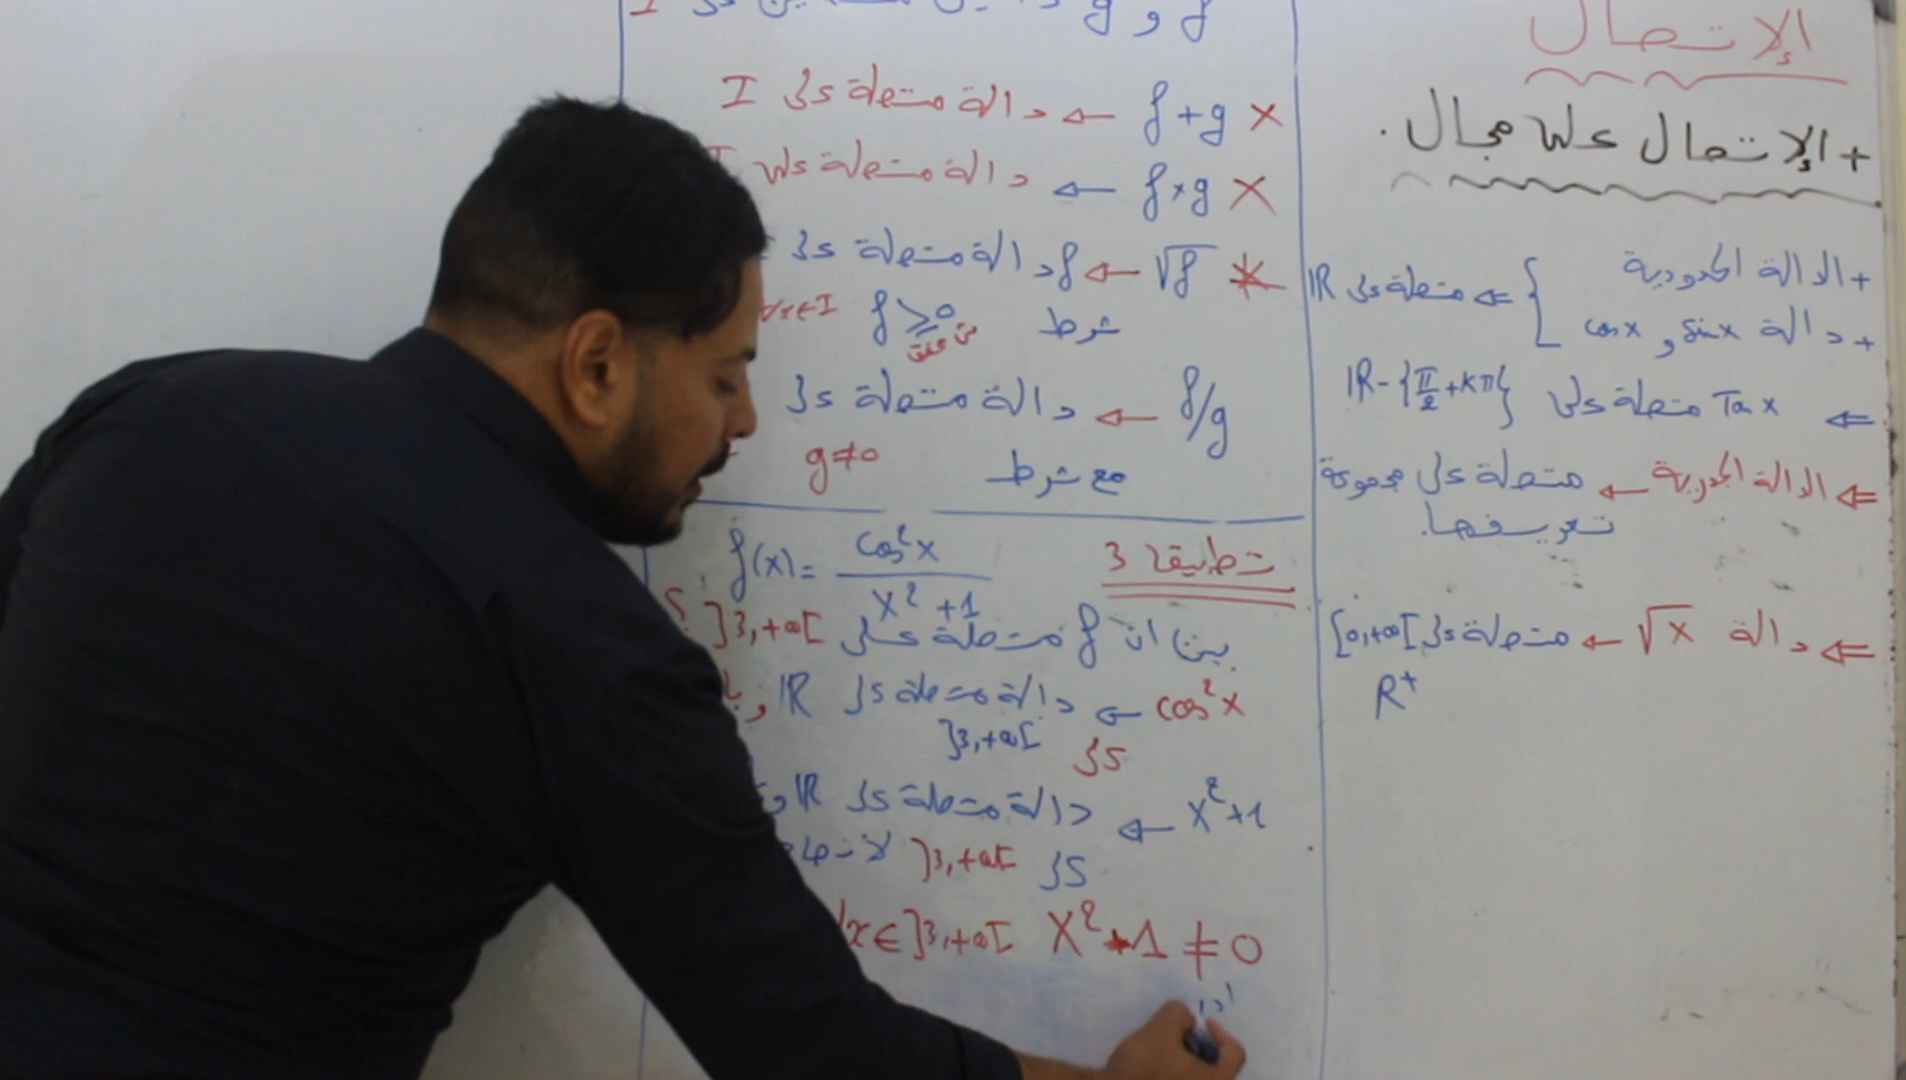 الإتصال
+ الإتصال على مجال.
+ الدالة الحدودية
+ دالة sin x و cos x } ⇐ متصلة على IR
⇐ Tan x متصلة على IR-{π/2+kπ}
⇐ الدالة الجدرية ← متصلة على مجموعة
تعريفها.
⇐ دالة √x ← متصلة على [0,+∞[
R⁺
f و g
× f+g ← دالة متصلة على I
× f×g ← دالة متصلة على I
× √f ← دالة متصلة على
شرط f ≥ 0 ∀x∈I
f/g ← دالة متصلة على
مع شرط g≠0
تطبيق 3 f(x) = cos²x / x²+1
بين ان f متصلة على ]3,+∞[ ؟
cos²x ← دالة متصلة على IR و
على ]3,+∞[
x²+1 ← دالة متصلة على IR و
على ]3,+∞[ لا
x²+1 ≠ 0 ∀x∈]3,+∞[